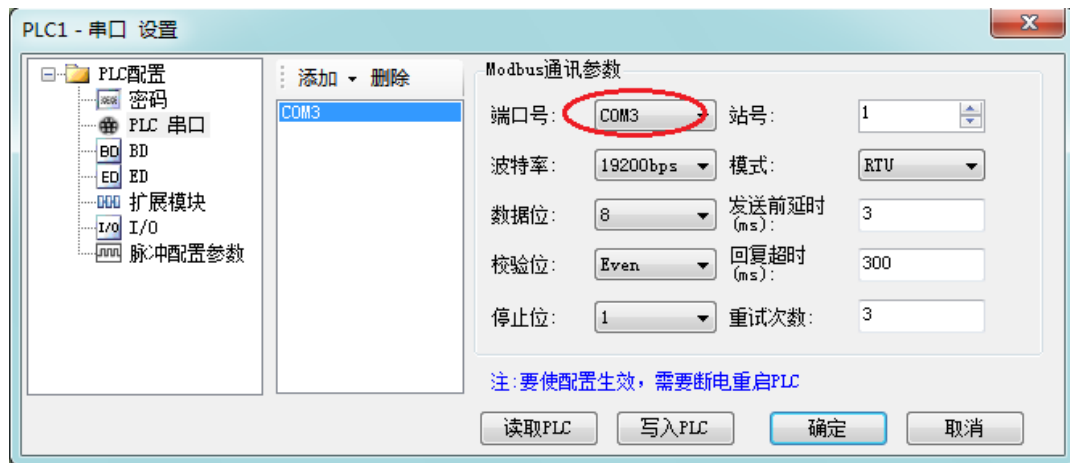 PLC1 - 串口 设置
PLC配置
密码
PLC 串口
BD BD
ED ED
扩展模块
I/O I/O
脉冲配置参数
添加 删除
COM3
Modbus通讯参数
端口号: COM3 站号: 1
波特率: 19200bps 模式: RTU
数据位: 8 发送前延时(ms): 3
校验位: Even 回复超时(ms): 300
停止位: 1 重试次数: 3
注:要使配置生效，需要断电重启PLC
读取PLC 写入PLC 确定 取消